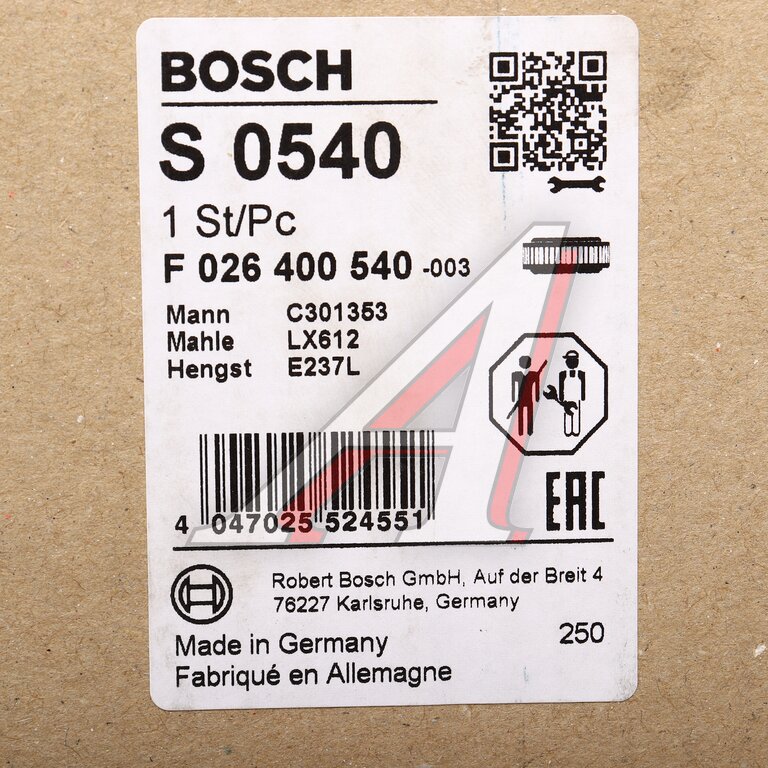 BOSCH
S 0540
1 St/Pc
F 026 400 540 -003
Mann C301353
Mahle LX612
Hengst E237L
4 047025 524551
EAC
Robert Bosch GmbH, Auf der Breit 4
76227 Karlsruhe, Germany
Made in Germany
250
Fabriqué en Allemagne